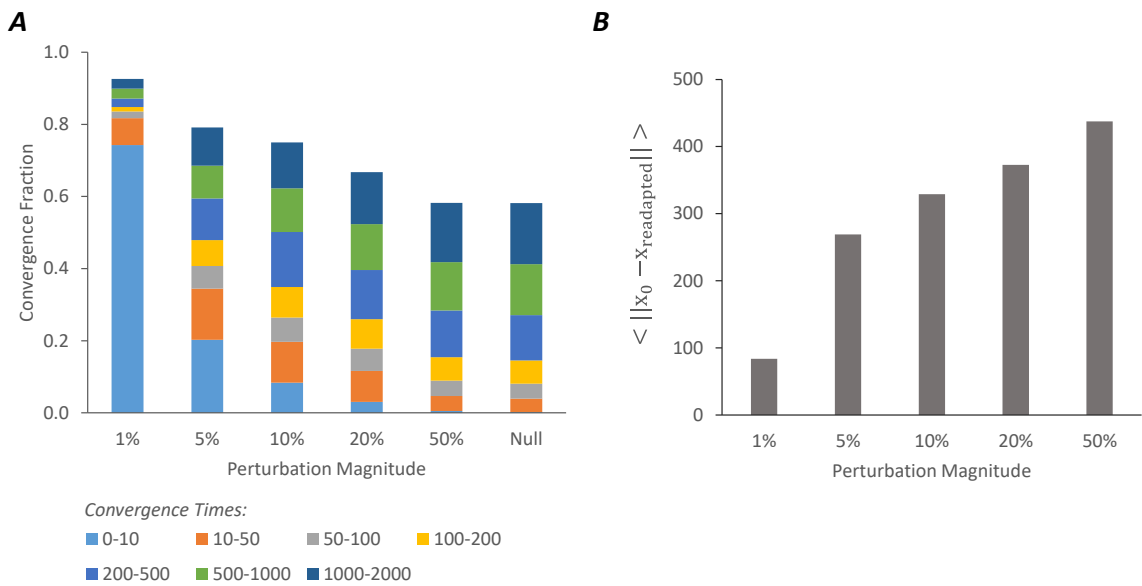 A
1.0
0.8
0.6
0.4
0.2
0.0
Convergence Fraction
1% 5% 10% 20% 50% Null
Perturbation Magnitude
Convergence Times:
0-10 10-50 50-100 100-200
200-500 500-1000 1000-2000
B
500
400
300
200
100
0
< ||x₀ −x_readapted|| >
1% 5% 10% 20% 50%
Perturbation Magnitude